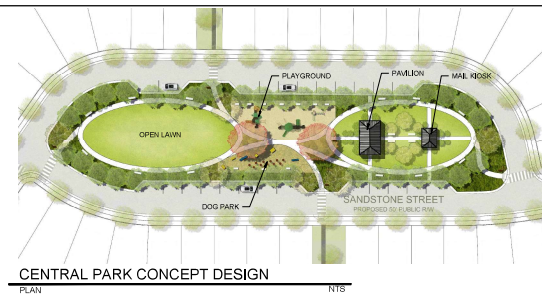 PLAYGROUND
PAVILION
MAIL KIOSK
OPEN LAWN
DOG PARK
SANDSTONE STREET
PROPOSED 50' PUBLIC R/W
CENTRAL PARK CONCEPT DESIGN
PLAN NTS